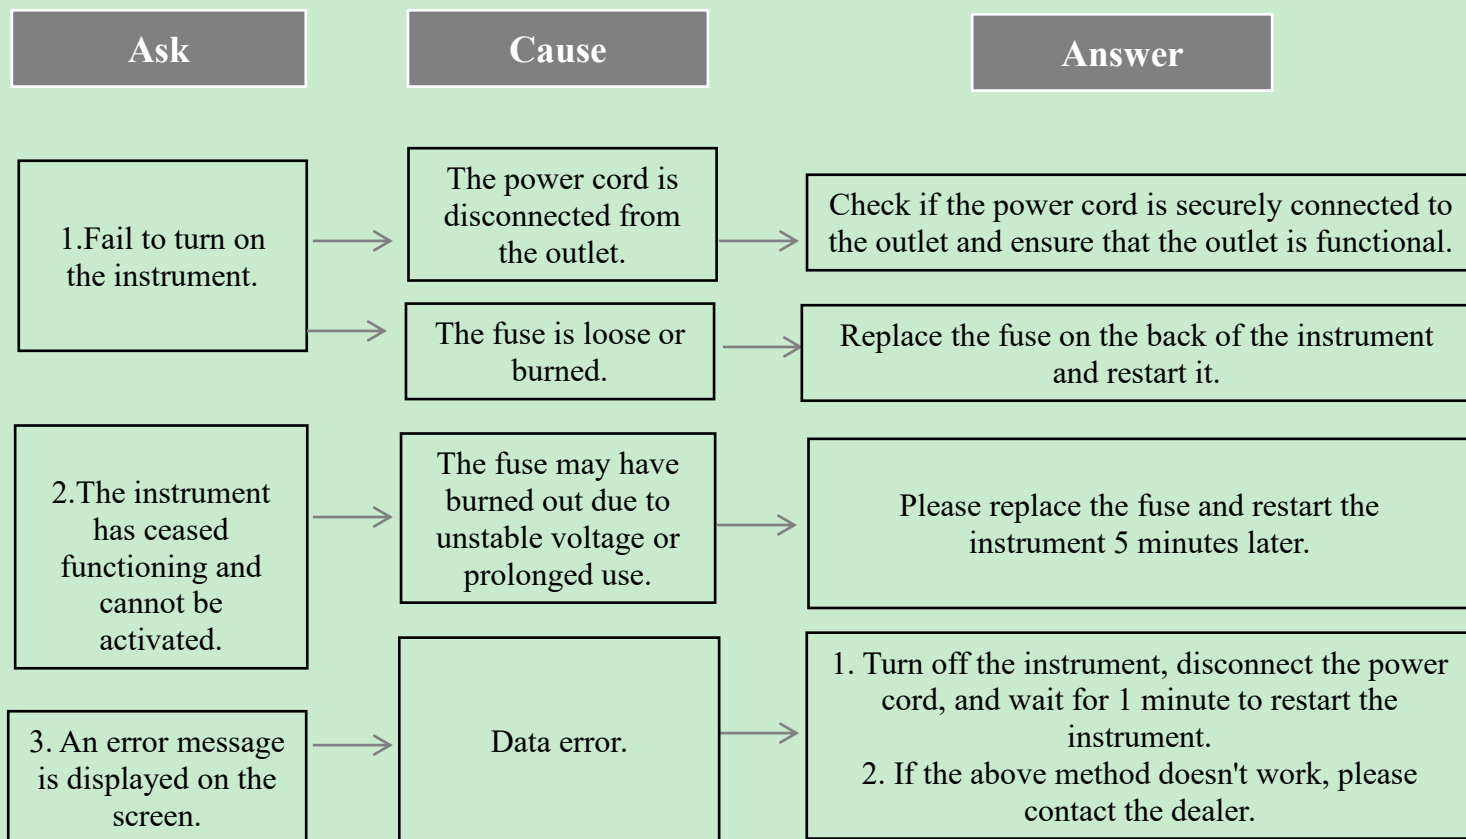 Ask
Cause
Answer
1.Fail to turn on
the instrument.
The power cord is
disconnected from
the outlet.
Check if the power cord is securely connected to
the outlet and ensure that the outlet is functional.
The fuse is loose or
burned.
Replace the fuse on the back of the instrument
and restart it.
2.The instrument
has ceased
functioning and
cannot be
activated.
The fuse may have
burned out due to
unstable voltage or
prolonged use.
Please replace the fuse and restart the
instrument 5 minutes later.
3. An error message
is displayed on the
screen.
Data error.
1. Turn off the instrument, disconnect the power
cord, and wait for 1 minute to restart the
instrument.
2. If the above method doesn't work, please
contact the dealer.